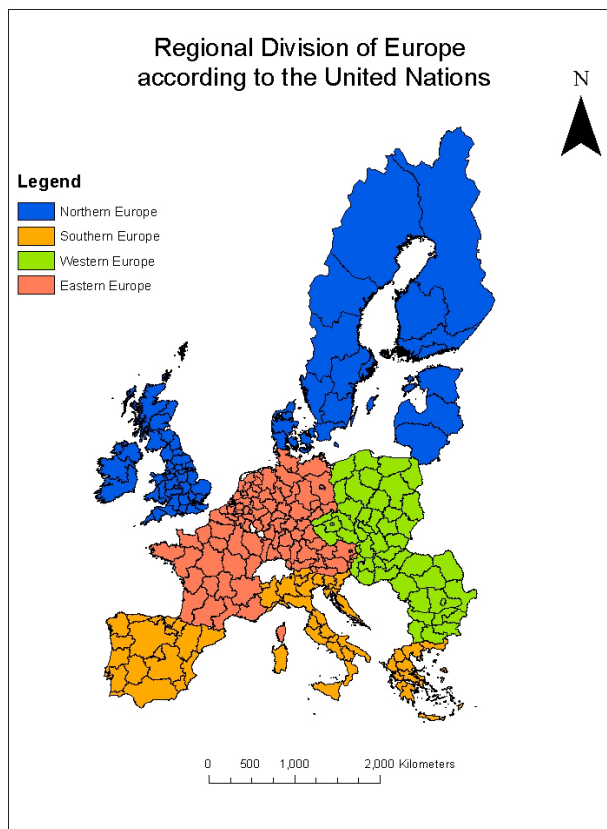 Regional Division of Europe
according to the United Nations
N
Legend
Northern Europe
Southern Europe
Western Europe
Eastern Europe
0 500 1,000 2,000 Kilometers